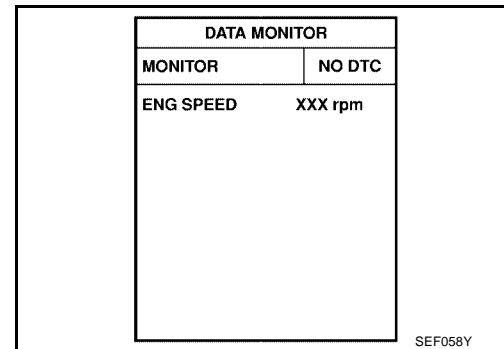 DATA MONITOR
MONITOR NO DTC
ENG SPEED XXX rpm
SEF058Y